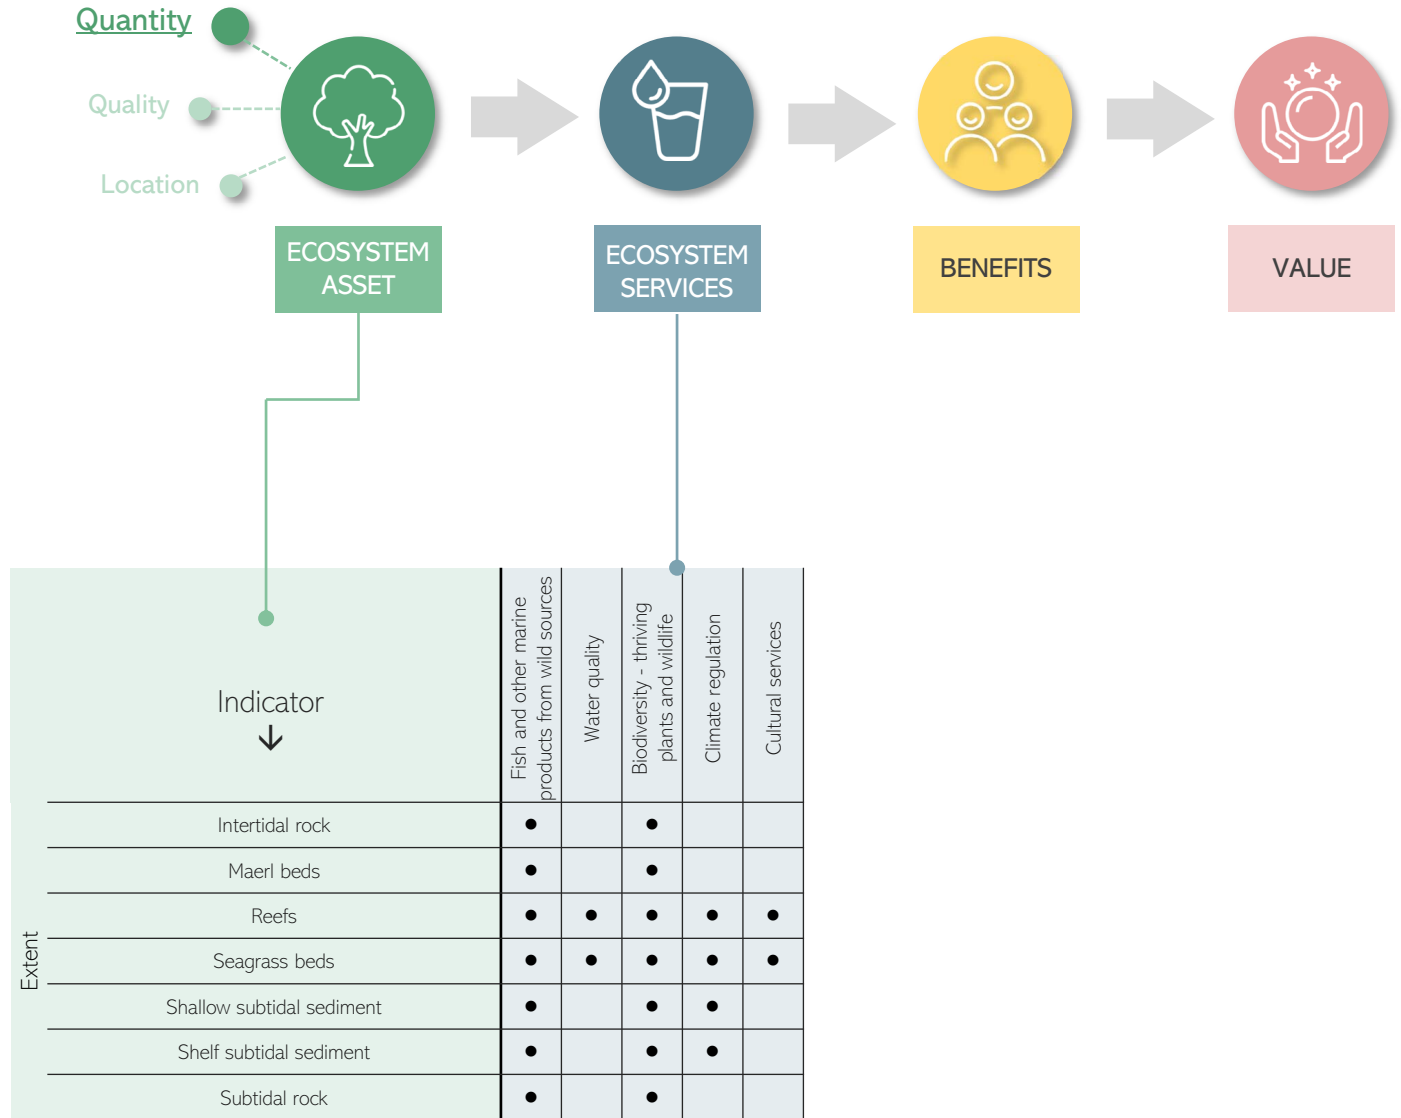 Quantity
Quality
Location
ECOSYSTEM
ASSET
ECOSYSTEM
SERVICES
BENEFITS
VALUE
Indicator
↓
Fish and other marine
products from wild sources
Water quality
Biodiversity - thriving
plants and wildlife
Climate regulation
Cultural services
Extent
Intertidal rock ● ●
Maerl beds ● ●
Reefs ● ● ● ● ●
Seagrass beds ● ● ● ● ●
Shallow subtidal sediment ● ● ●
Shelf subtidal sediment ● ● ●
Subtidal rock ● ●